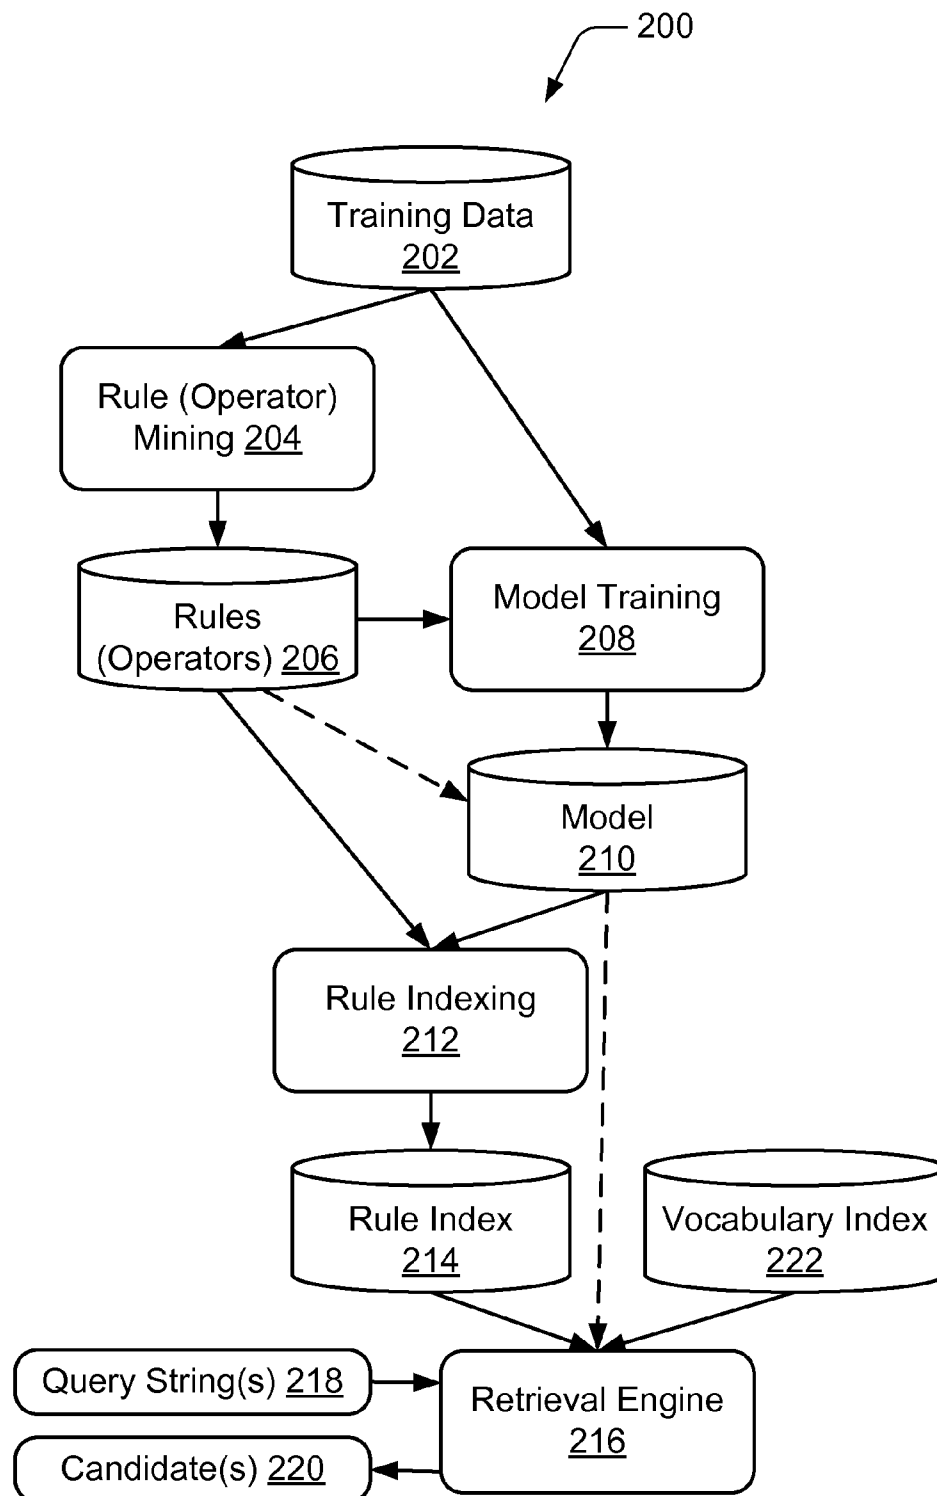 200
Training Data
202
Rule (Operator)
Mining 204
Rules
(Operators) 206
Model Training
208
Model
210
Rule Indexing
212
Rule Index
214
Vocabulary Index
222
Query String(s) 218
Retrieval Engine
216
Candidate(s) 220